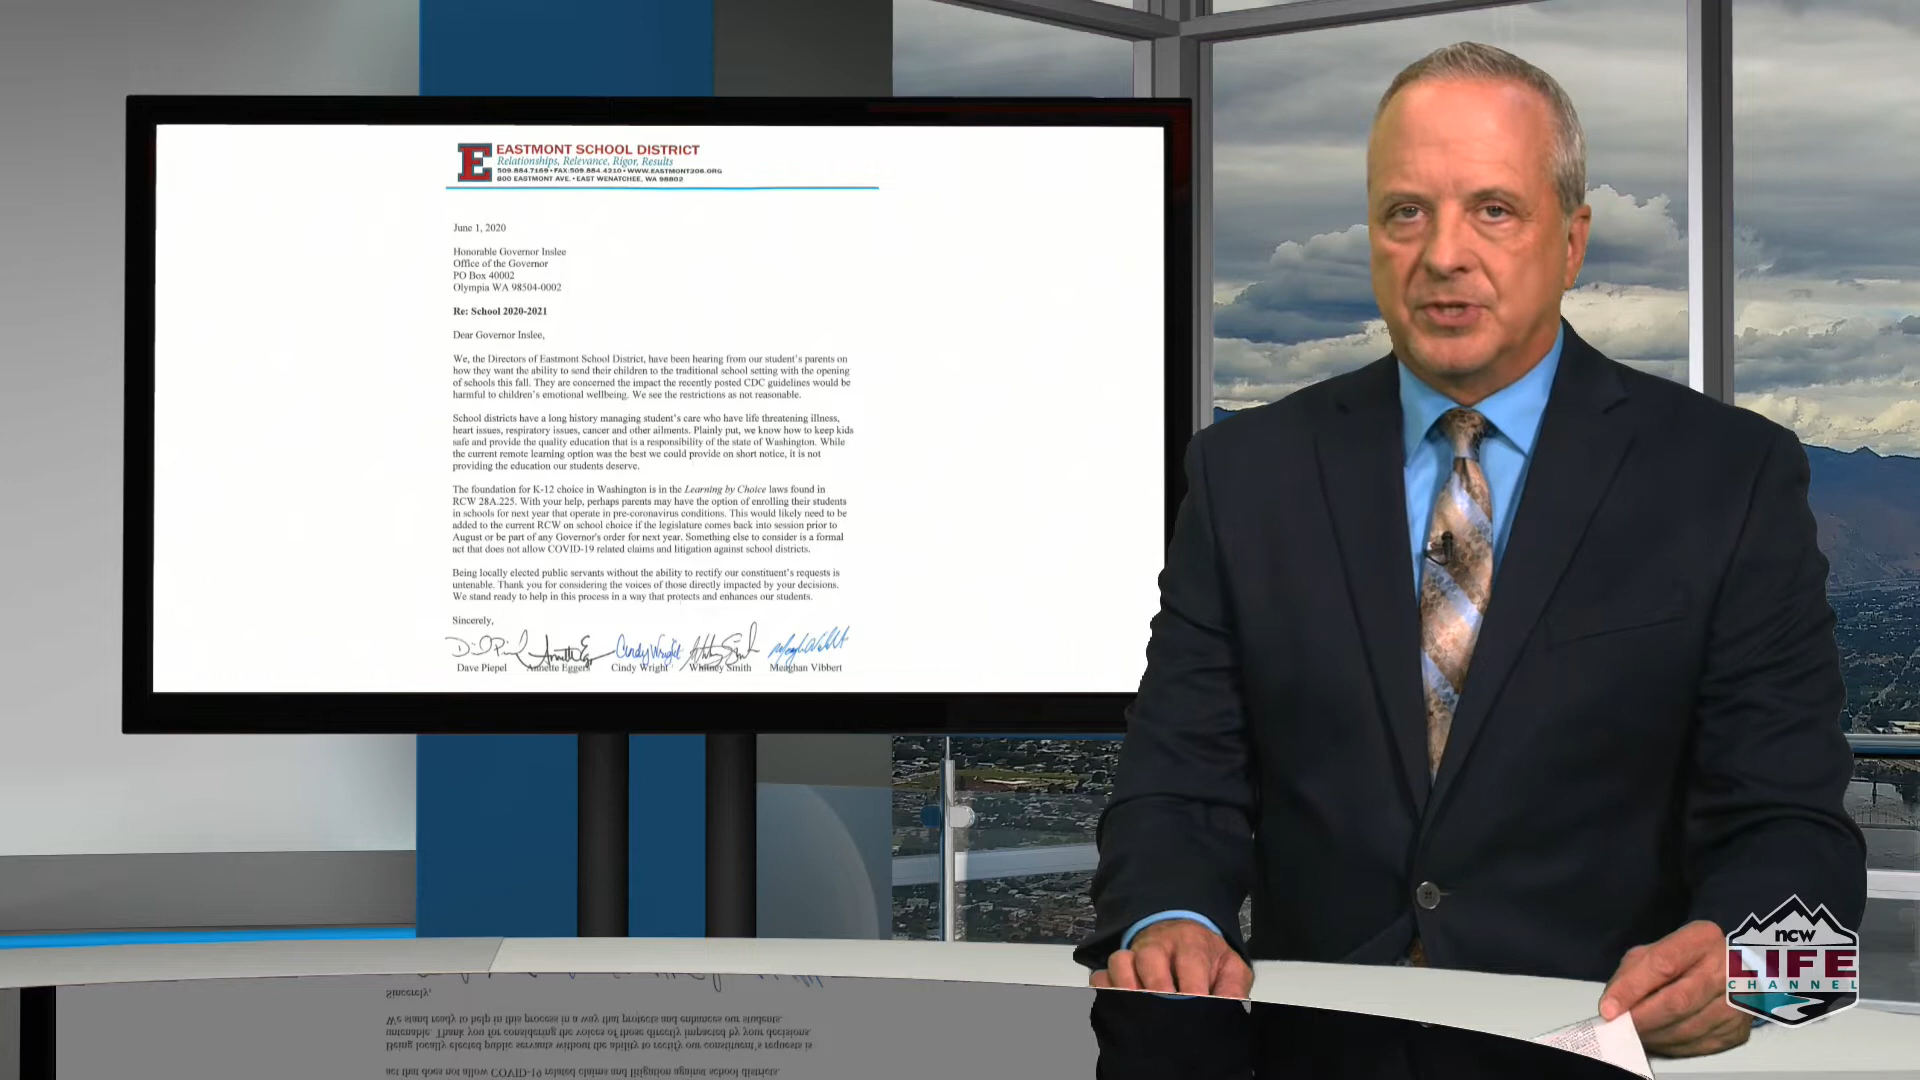 E EASTMONT SCHOOL DISTRICT
Relationships, Relevance, Rigor, Results
509.884.7169 • FAX:509.884.4210 • WWW.EASTMONT206.ORG
800 EASTMONT AVE. • EAST WENATCHEE, WA 98802
June 1, 2020
Honorable Governor Inslee
Office of the Governor
PO Box 40002
Olympia WA 98504-0002
Re: School 2020-2021
Dear Governor Inslee,
We, the Directors of Eastmont School District, have been hearing from our student's parents on
how they want the ability to send their children to the traditional school setting with the opening
of schools this fall. They are concerned the impact the recently posted CDC guidelines would be
harmful to children's emotional wellbeing. We see the restrictions as not reasonable.
School districts have a long history managing student's care who have life threatening illness,
heart issues, respiratory issues, cancer and other ailments. Plainly put, we know how to keep kids
safe and provide the quality education that is a responsibility of the state of Washington. While
the current remote learning option was the best we could provide on short notice, it is not
providing the education our students deserve.
The foundation for K-12 choice in Washington is in the Learning by Choice laws found in
RCW 28A.225. With your help, perhaps parents may have the option of enrolling their students
in schools for next year that operate in pre-coronavirus conditions. This would likely need to be
added to the current RCW on school choice if the legislature comes back into session prior to
August or be part of any Governor's order for next year. Something else to consider is a formal
act that does not allow COVID-19 related claims and litigation against school districts.
Being locally elected public servants without the ability to rectify our constituent's requests is
untenable. Thank you for considering the voices of those directly impacted by your decisions.
We stand ready to help in this process in a way that protects and enhances our students.
Sincerely,
Cindy Wright
Dave Piepel Annette Eggers Cindy Wright Whitney Smith Meaghan Vibbert
ncw
LIFE
CHANNEL